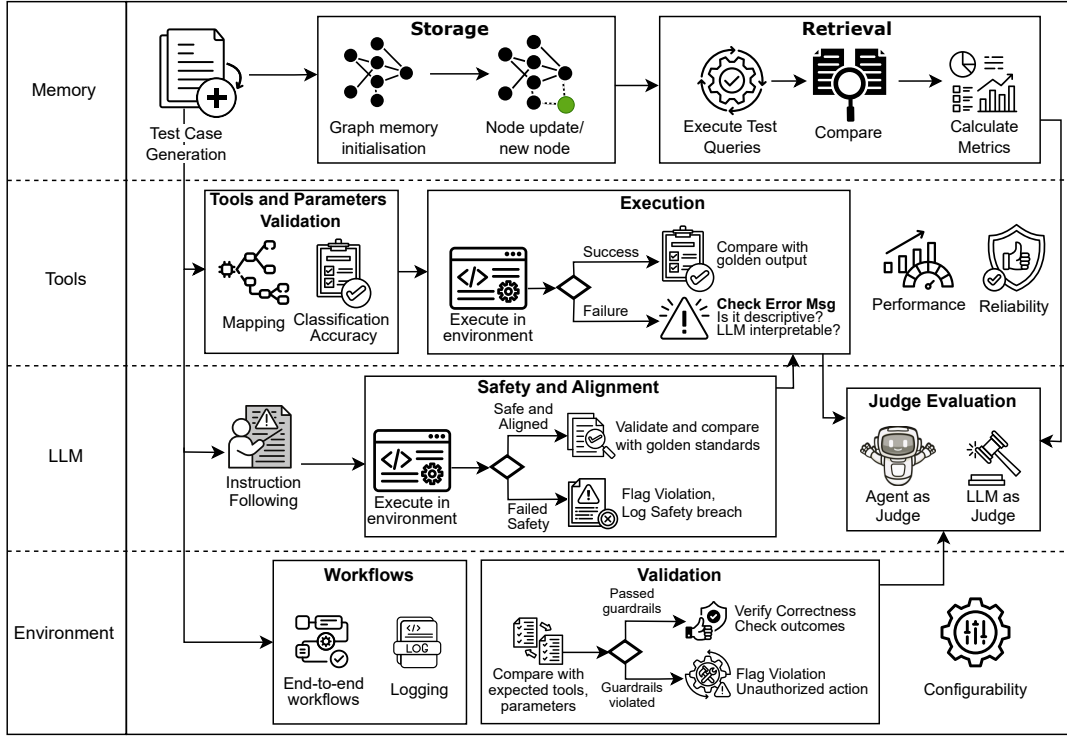 Memory
Test Case
Generation
Storage
Graph memory
initialisation
Node update/
new node
Retrieval
Execute Test
Queries
Compare
Calculate
Metrics
Tools
Tools and Parameters
Validation
Mapping
Classification
Accuracy
Execution
</>
Execute in
environment
Success
Compare with
golden output
Failure
Check Error Msg
Is it descriptive?
LLM interpretable?
Performance
Reliability
LLM
Instruction
Following
Safety and Alignment
</>
Execute in
environment
Safe and
Aligned
Validate and compare
with golden standards
Failed
Safety
Flag Violation,
Log Safety breach
Judge Evaluation
Agent as
Judge
LLM as
Judge
Environment
Workflows
End-to-end
workflows
</>
LOG
Logging
Validation
Compare with
expected tools,
parameters
Passed
guardrails
Verify Correctness
Check outcomes
Guardrails
violated
Flag Violation
Unauthorized action
Configurability